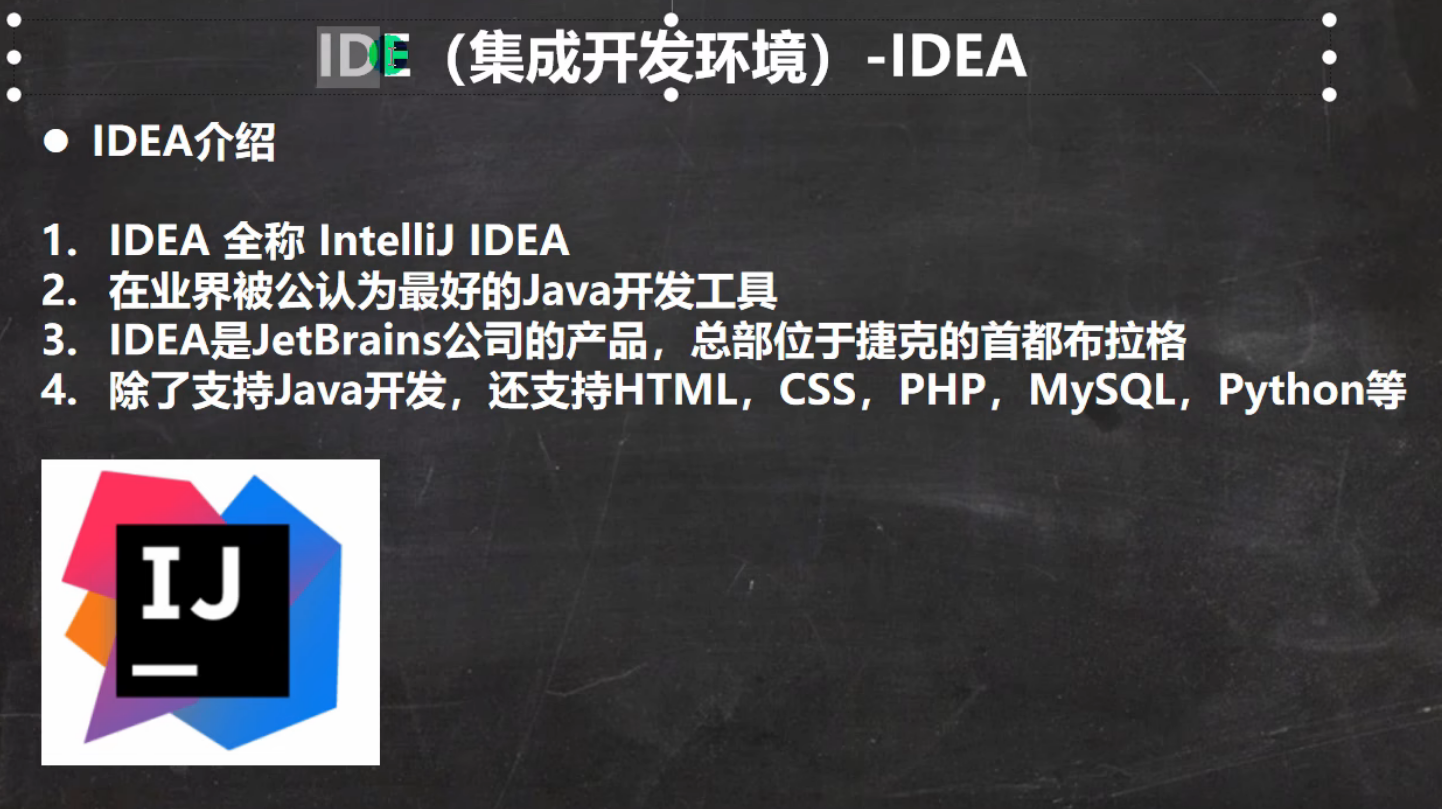 IDE（集成开发环境）-IDEA
● IDEA介绍
1. IDEA 全称 IntelliJ IDEA
2. 在业界被公认为最好的Java开发工具
3. IDEA是JetBrains公司的产品，总部位于捷克的首都布拉格
4. 除了支持Java开发，还支持HTML，CSS，PHP，MySQL，Python等
IJ